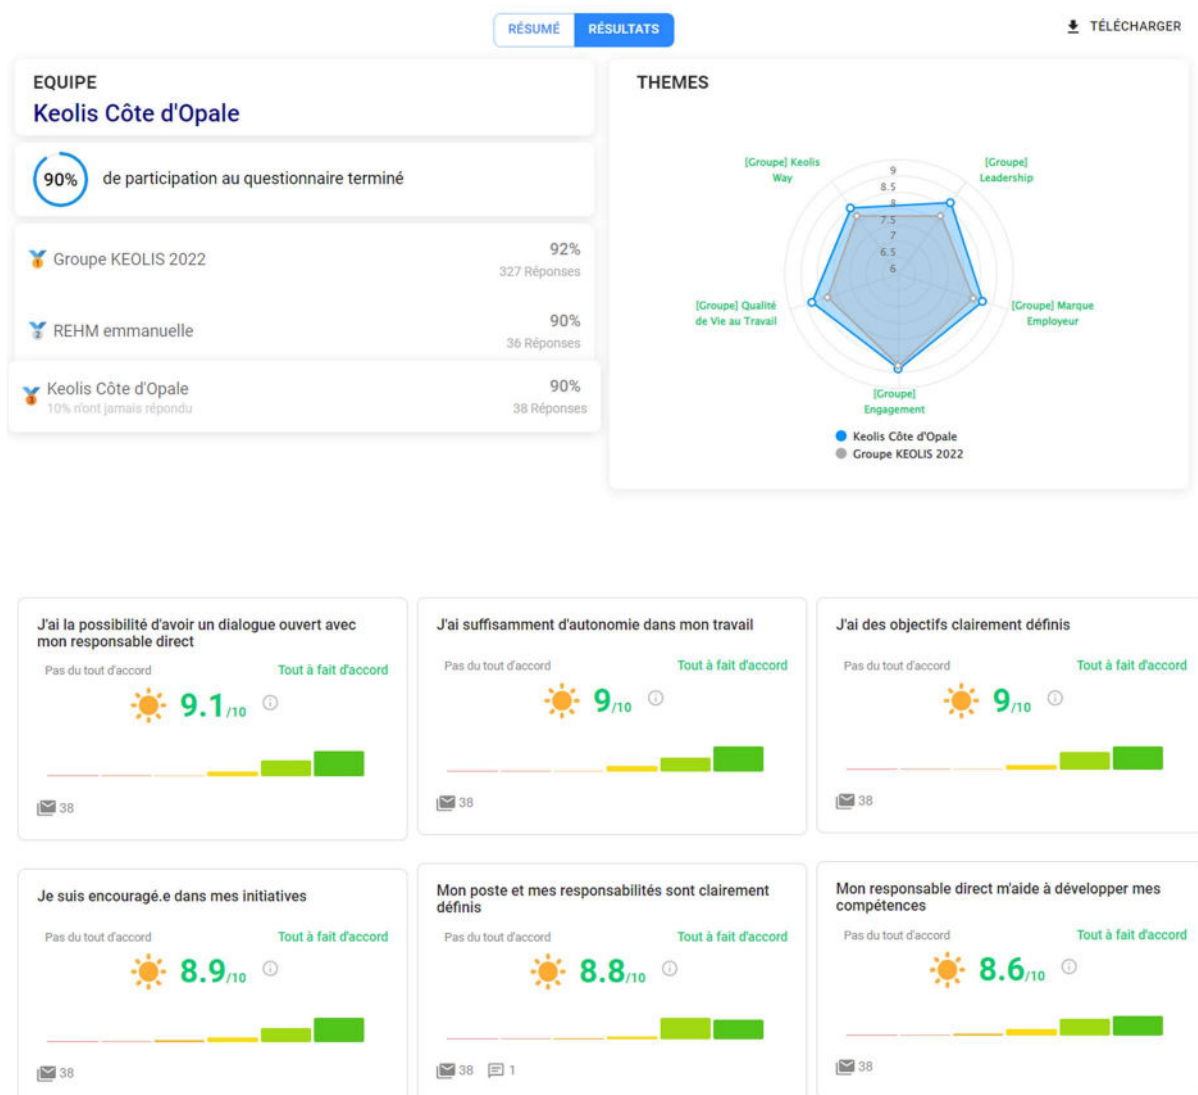 RÉSUMÉ
RÉSULTATS
TÉLÉCHARGER
EQUIPE
Keolis Côte d'Opale
90%
de participation au questionnaire terminé
Groupe KEOLIS 2022
92%
327 Réponses
REHM emmanuelle
90%
36 Réponses
Keolis Côte d'Opale
10% n'ont jamais répondu
90%
38 Réponses
THEMES
[Groupe] Keolis
Way
[Groupe]
Leadership
9
8.5
8
7.5
7
6.5
6
[Groupe] Qualité
de Vie au Travail
[Groupe] Marque
Employeur
[Groupe]
Engagement
Keolis Côte d'Opale
Groupe KEOLIS 2022
J'ai la possibilité d'avoir un dialogue ouvert avec
mon responsable direct
Pas du tout d'accord
Tout à fait d'accord
9.1/10
38
J'ai suffisamment d'autonomie dans mon travail
Pas du tout d'accord
Tout à fait d'accord
9/10
38
J'ai des objectifs clairement définis
Pas du tout d'accord
Tout à fait d'accord
9/10
38
Je suis encouragé.e dans mes initiatives
Pas du tout d'accord
Tout à fait d'accord
8.9/10
38
Mon poste et mes responsabilités sont clairement
définis
Pas du tout d'accord
Tout à fait d'accord
8.8/10
38
1
Mon responsable direct m'aide à développer mes
compétences
Pas du tout d'accord
Tout à fait d'accord
8.6/10
38